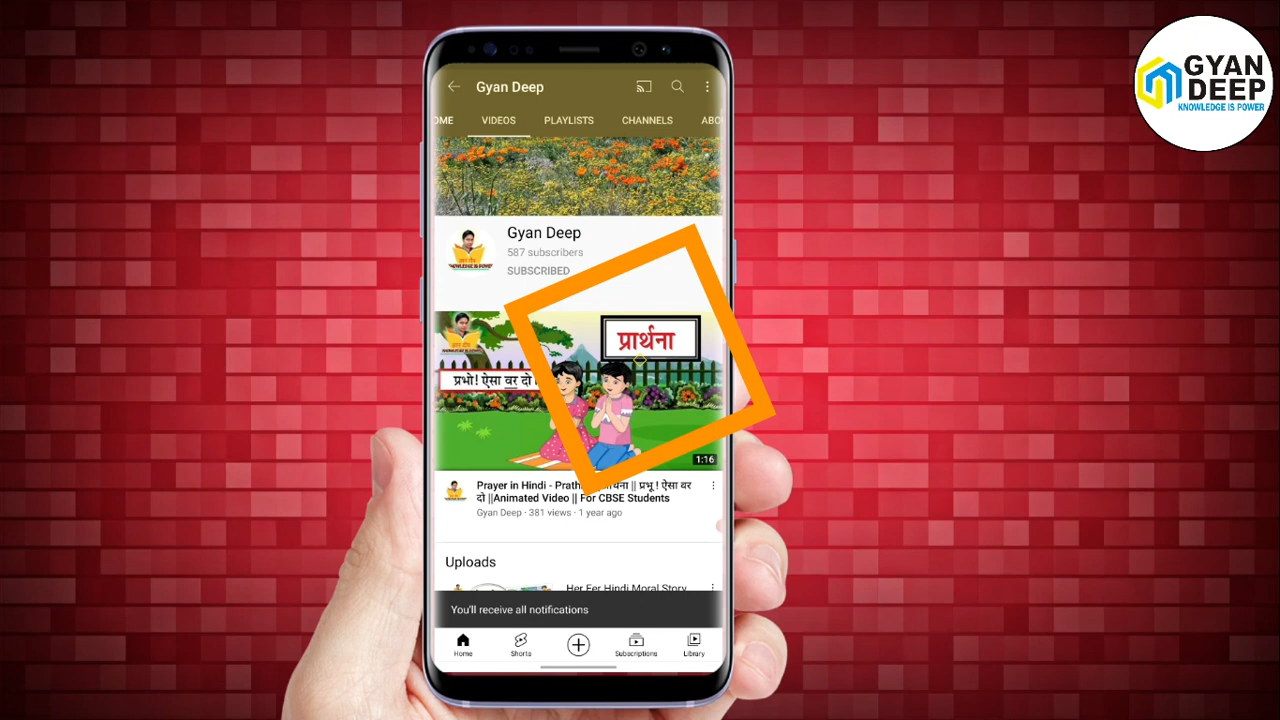 GYAN
DEEP
KNOWLEDGE IS POWER
Gyan Deep
OME VIDEOS PLAYLISTS CHANNELS ABO
Gyan Deep
587 subscribers
SUBSCRIBED
प्रार्थना
प्रभो! ऐसा वर दो
1:16
Prayer in Hindi - Prath
प्रभू ! ऐसा वर
दो ||Animated Video || For CBSE Students
Gyan Deep · 381 views · 1 year ago
Uploads
Her Fer Hindi Moral Story
You'll receive all notifications
Home Shorts Subscriptions Library